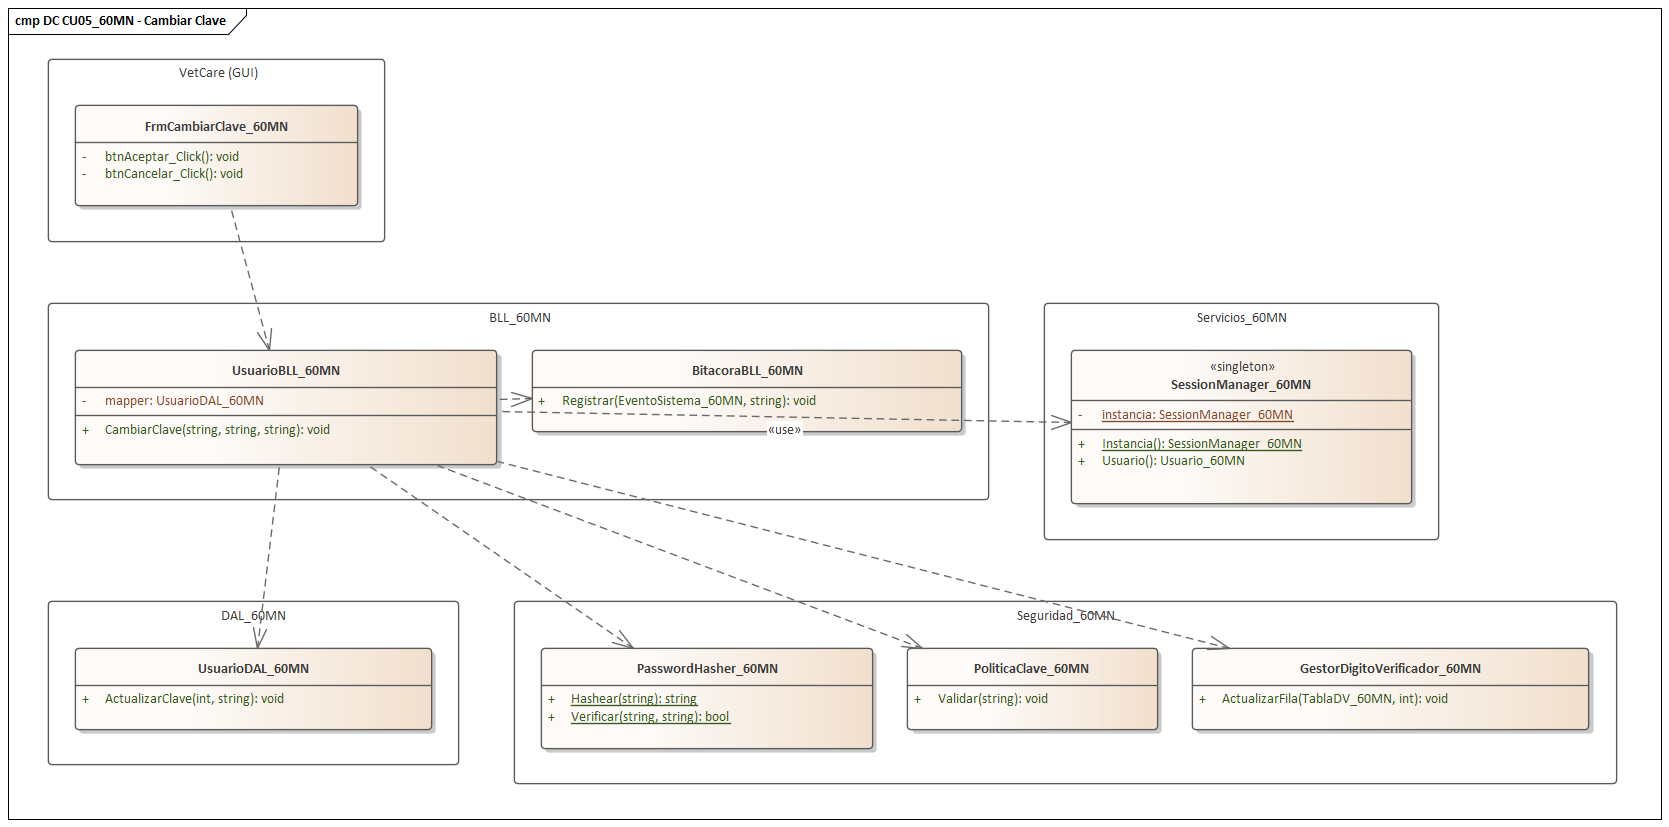 cmp DC CU05_60MN - Cambiar Clave
VetCare (GUI)
FrmCambiarClave_60MN
- btnAceptar_Click(): void
- btnCancelar_Click(): void
BLL_60MN
UsuarioBLL_60MN
- mapper: UsuarioDAL_60MN
+ CambiarClave(string, string, string): void
BitacoraBLL_60MN
+ Registrar(EventoSistema_60MN, string): void
«use»
Servicios_60MN
«singleton»
SessionManager_60MN
- instancia: SessionManager_60MN
+ Instancia(): SessionManager_60MN
+ Usuario(): Usuario_60MN
DAL_60MN
UsuarioDAL_60MN
+ ActualizarClave(int, string): void
Seguridad_60MN
PasswordHasher_60MN
+ Hashear(string): string
+ Verificar(string, string): bool
PoliticaClave_60MN
+ Validar(string): void
GestorDigitoVerificador_60MN
+ ActualizarFila(TablaDV_60MN, int): void